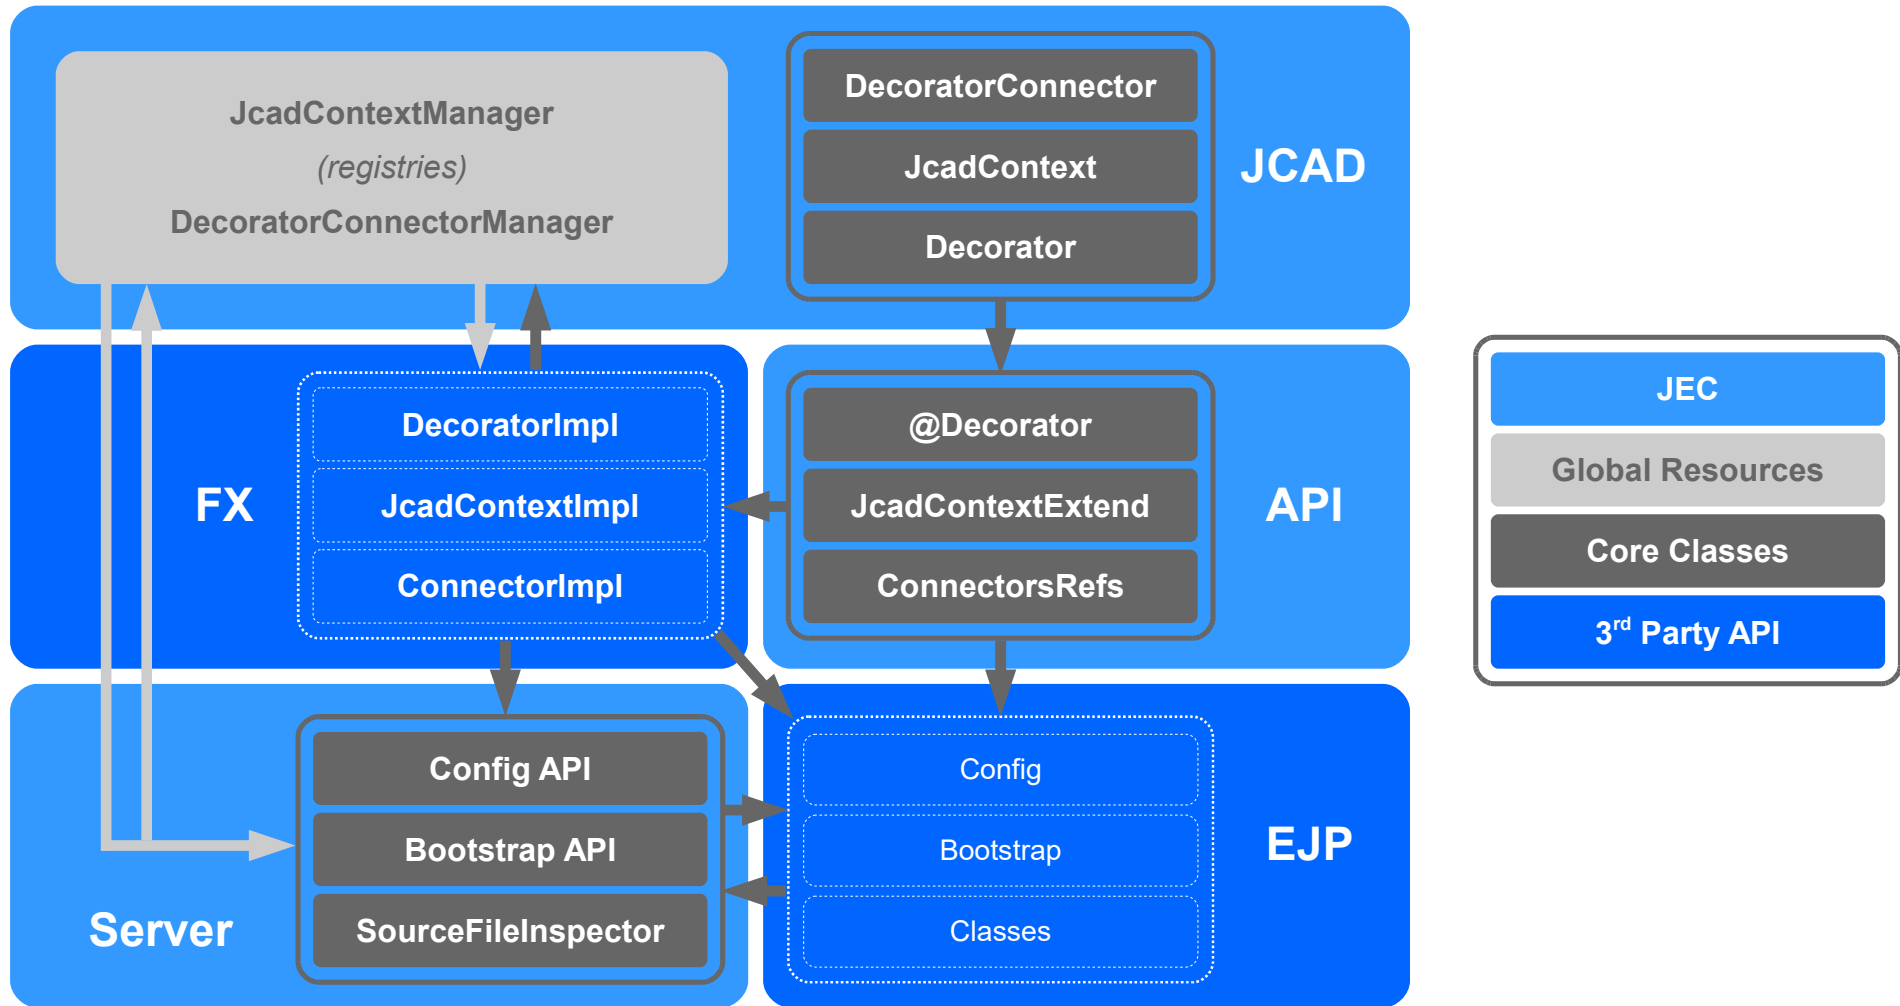 JcadContextManager
(registries)
DecoratorConnectorManager
DecoratorConnector
JcadContext
Decorator
JCAD
FX
DecoratorImpl
JcadContextImpl
ConnectorImpl
@Decorator
JcadContextExtend
ConnectorsRefs
API
Server
Config API
Bootstrap API
SourceFileInspector
Config
Bootstrap
Classes
EJP
JEC
Global Resources
Core Classes
3rd Party API